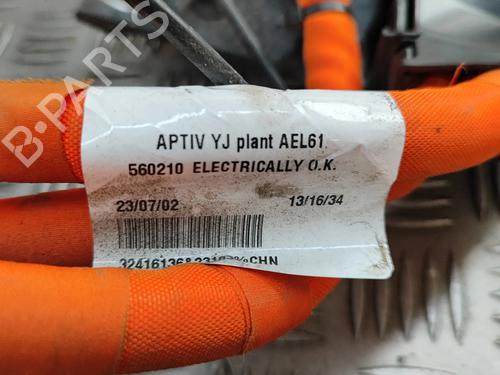 B-PARTS
APTIV YJ plant AEL61
560210 ELECTRICALLY O.K.
23/07/02 13/16/34